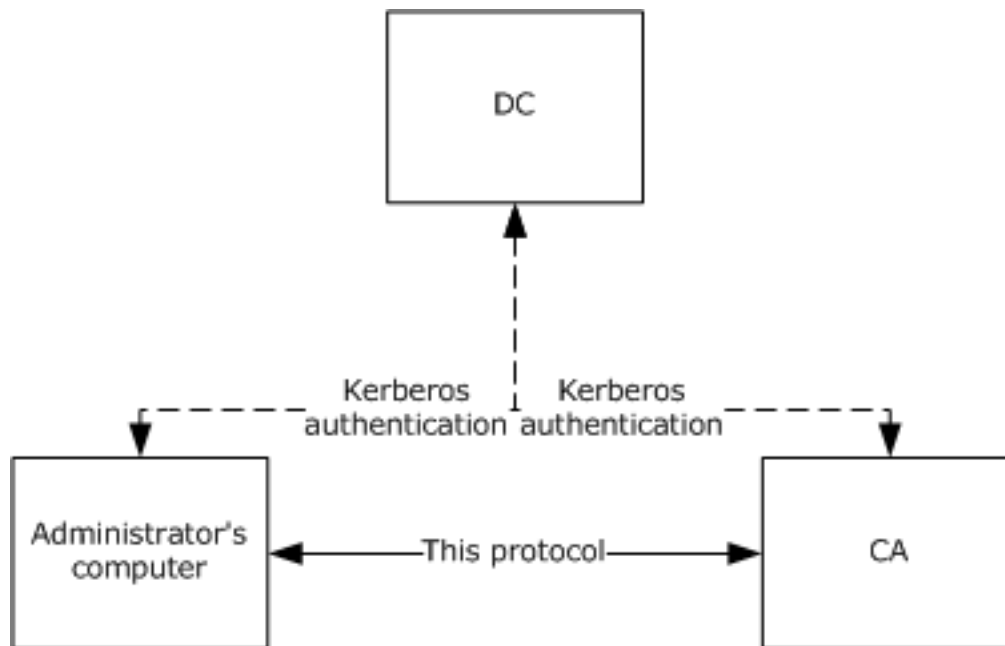 DC
Kerberos
authentication
Kerberos
authentication
Administrator's
computer
This protocol
CA